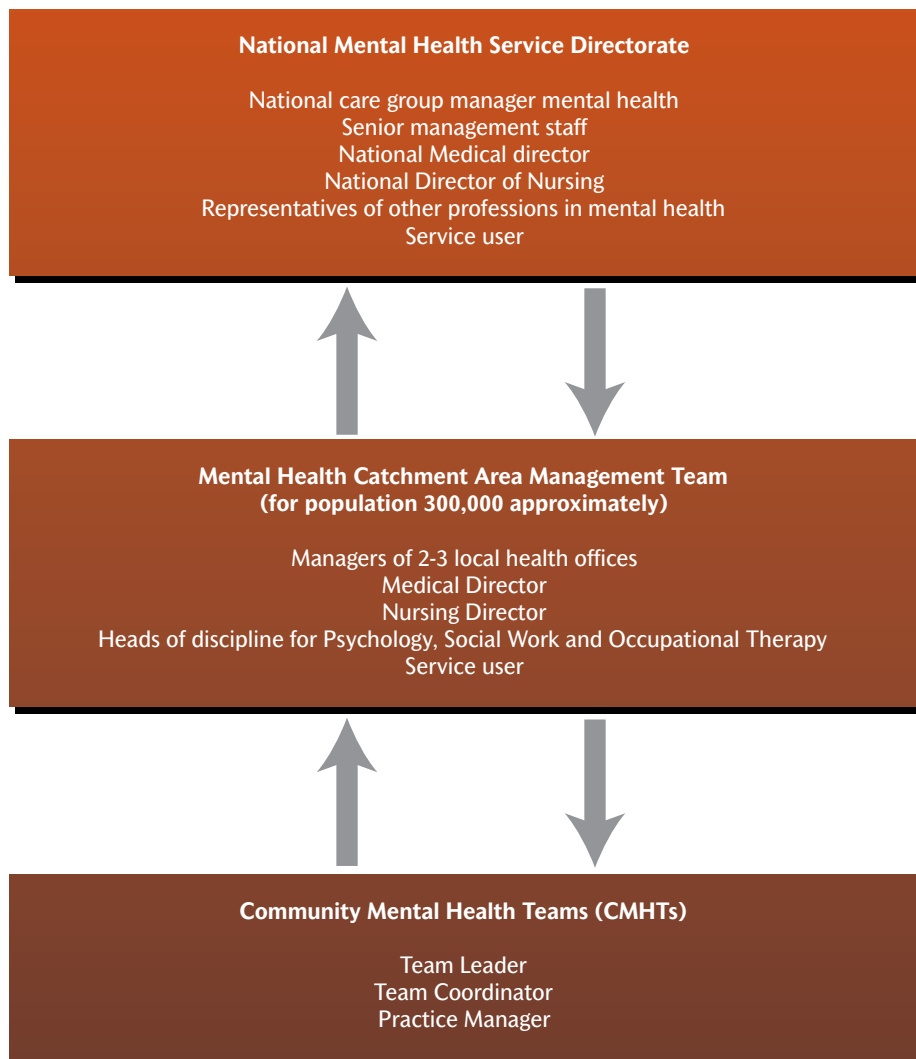 National Mental Health Service Directorate
National care group manager mental health
Senior management staff
National Medical director
National Director of Nursing
Representatives of other professions in mental health
Service user
Mental Health Catchment Area Management Team
(for population 300,000 approximately)
Managers of 2-3 local health offices
Medical Director
Nursing Director
Heads of discipline for Psychology, Social Work and Occupational Therapy
Service user
Community Mental Health Teams (CMHTs)
Team Leader
Team Coordinator
Practice Manager